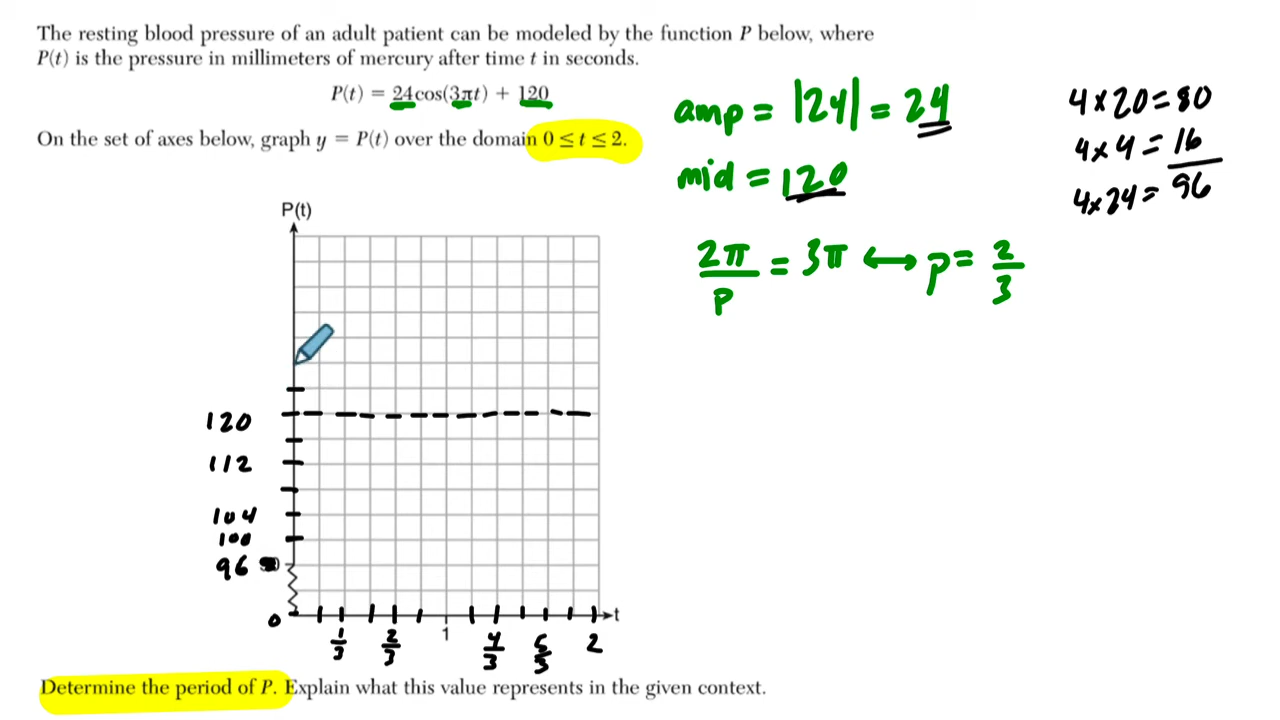 The resting blood pressure of an adult patient can be modeled by the function P below, where
P(t) is the pressure in millimeters of mercury after time t in seconds.
P(t) = 24cos(3πt) + 120
On the set of axes below, graph y = P(t) over the domain 0 ≤ t ≤ 2.
amp = |24| = 24
mid = 120
2π/p = 3π ↔ p = 2/3
4×20=80
4×4=16
4×24=96
P(t)
120
112
104
100
96
0
1/3 2/3 1 4/3 5/3 2 t
Determine the period of P. Explain what this value represents in the given context.